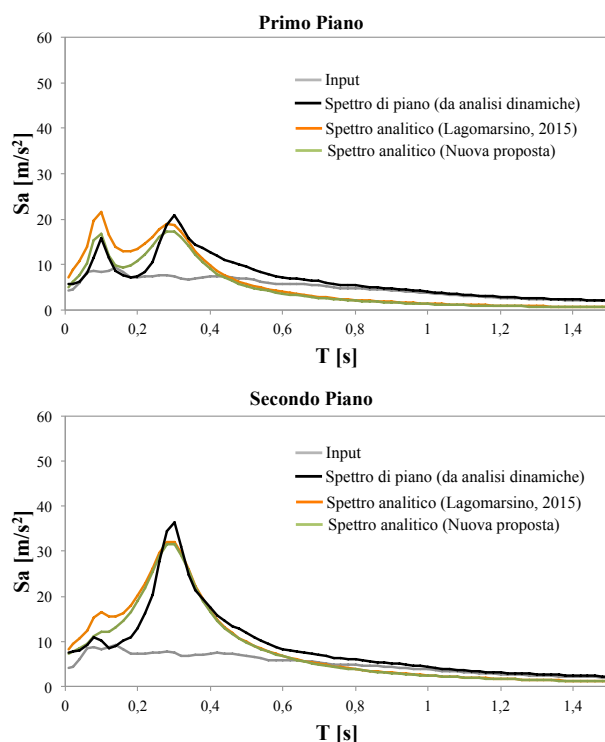 Primo Piano
60
50
40
30
20
10
0
Sa [m/s²]
Input
Spettro di piano (da analisi dinamiche)
Spettro analitico (Lagomarsino, 2015)
Spettro analitico (Nuova proposta)
0 0,2 0,4 0,6 0,8 1 1,2 1,4
T [s]
Secondo Piano
60
50
40
30
20
10
0
Sa [m/s²]
Input
Spettro di piano (da analisi dinamiche)
Spettro analitico (Lagomarsino, 2015)
Spettro analitico (Nuova proposta)
0 0,2 0,4 0,6 0,8 1 1,2 1,4
T [s]